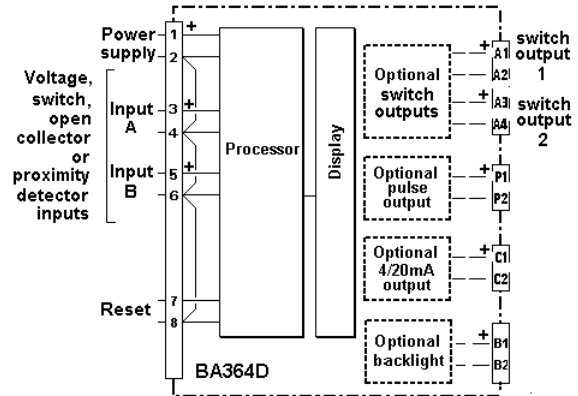 Power
supply
1 +
2
Voltage,
switch,
open
collector
or
proximity
detector
inputs
Input
A
3 +
4
Input
B
5 +
6
Reset
7
8
Processor
Display
BA364D
Optional
switch
outputs
+ A1
A2
switch
output
1
+ A3
A4
switch
output
2
Optional
pulse
output
+ P1
P2
Optional
4/20mA
output
+ C1
C2
Optional
backlight
+ B1
B2